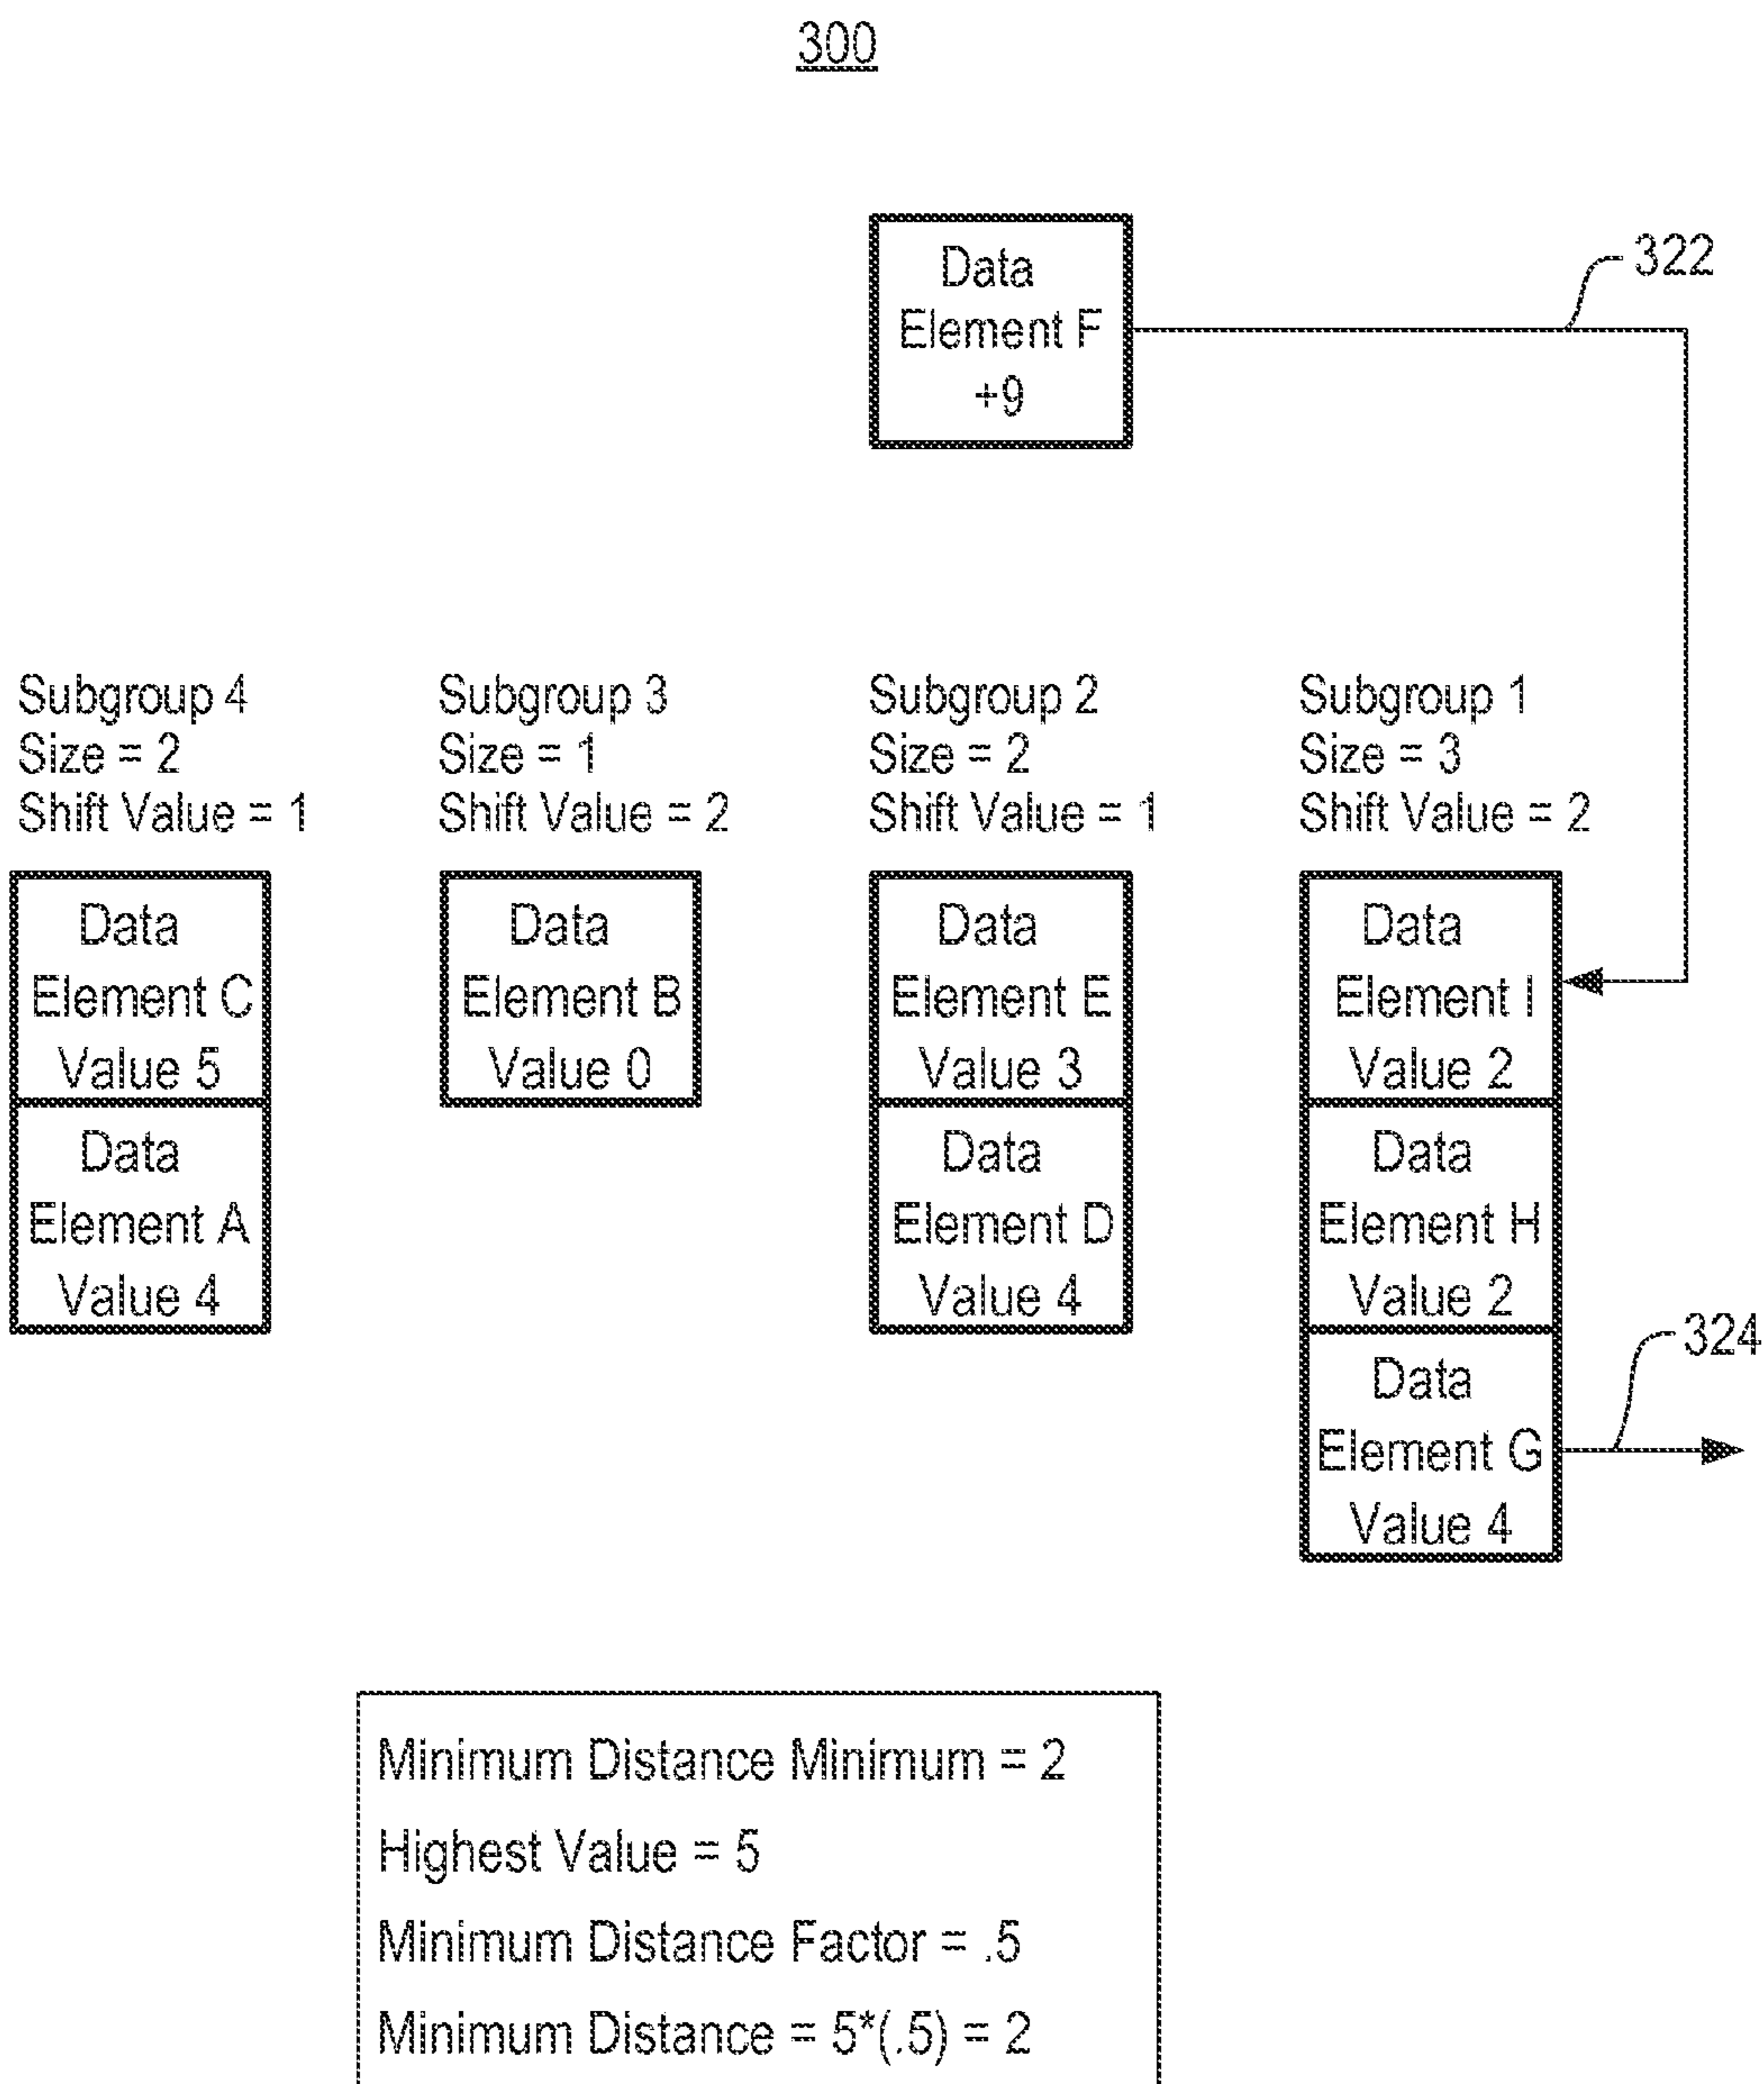 300
Data
Element F
+9
322
Subgroup 4
Size = 2
Shift Value = 1
Subgroup 3
Size = 1
Shift Value = 2
Subgroup 2
Size = 2
Shift Value = 1
Subgroup 1
Size = 3
Shift Value = 2
Data
Element C
Value 5
Data
Element A
Value 4
Data
Element B
Value 0
Data
Element E
Value 3
Data
Element D
Value 4
Data
Element I
Value 2
Data
Element H
Value 2
Data
Element G
Value 4
324
Minimum Distance Minimum = 2
Highest Value = 5
Minimum Distance Factor = .5
Minimum Distance = 5*(.5) = 2